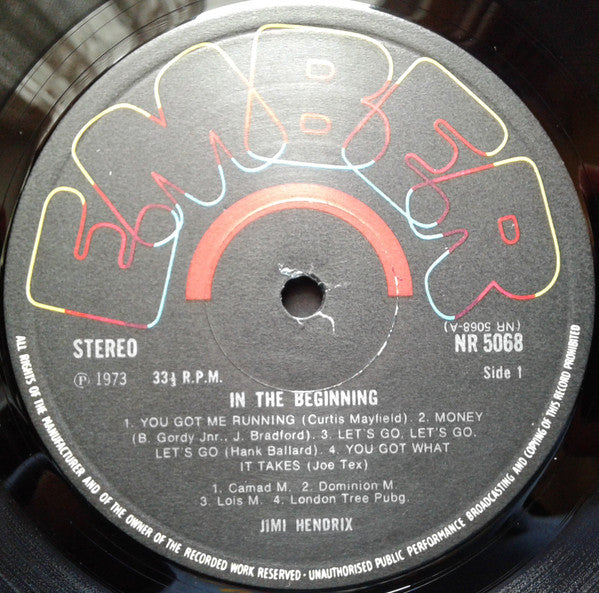 EMBER
STEREO
(NR 5068-A)
NR 5068
Ⓟ 1973 33⅓ R.P.M.
Side 1
IN THE BEGINNING
1. YOU GOT ME RUNNING (Curtis Mayfield). 2. MONEY
(B. Gordy Jnr., J. Bradford). 3. LET'S GO, LET'S GO,
LET'S GO (Hank Ballard). 4. YOU GOT WHAT
IT TAKES (Joe Tex)
1. Camad M. 2. Dominion M.
3. Lois M. 4. London Tree Pubg.
JIMI HENDRIX
ALL RIGHTS OF THE MANUFACTURER AND OF THE OWNER OF THE RECORDED WORK RESERVED · UNAUTHORISED PUBLIC PERFORMANCE BROADCASTING AND COPYING OF THIS RECORD PROHIBITED